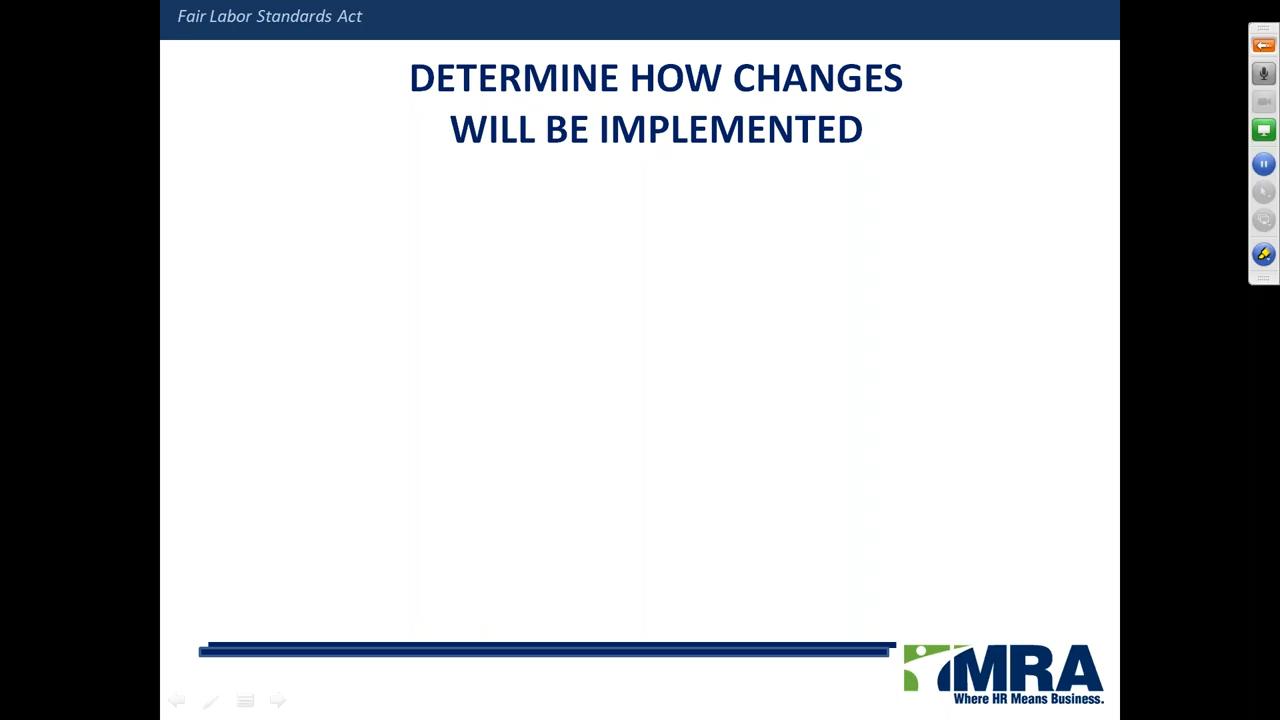 Fair Labor Standards Act
DETERMINE HOW CHANGES
WILL BE IMPLEMENTED
MRA
Where HR Means Business.